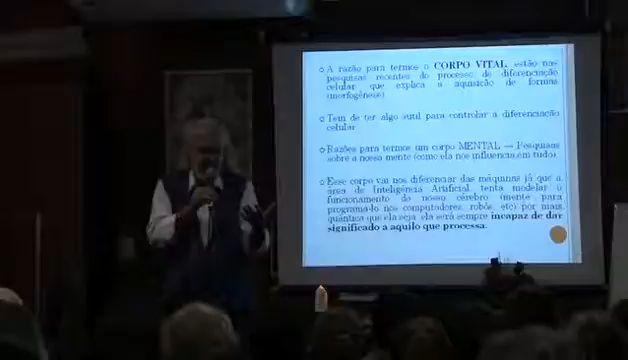 A razão para termos o CORPO VITAL, estão nas
pesquisas recentes do processo de diferenciação
celular que explica a aquisição de formas
(morfogênese)
Tem de ter algo sutil para controlar a diferenciação
celular
Razões para termos um corpo MENTAL — Pesquisas
sobre a nossa mente (como ela nos influencia em tudo)
Esse corpo vai nos diferenciar das máquinas já que a
área de Inteligência Artificial, tenta modelar o
funcionamento do nosso cérebro (mente para
programa-lo nos computadores, robôs, etc) por mais
quântica que ela seja, ela será sempre incapaz de dar
significado a aquilo que processa.